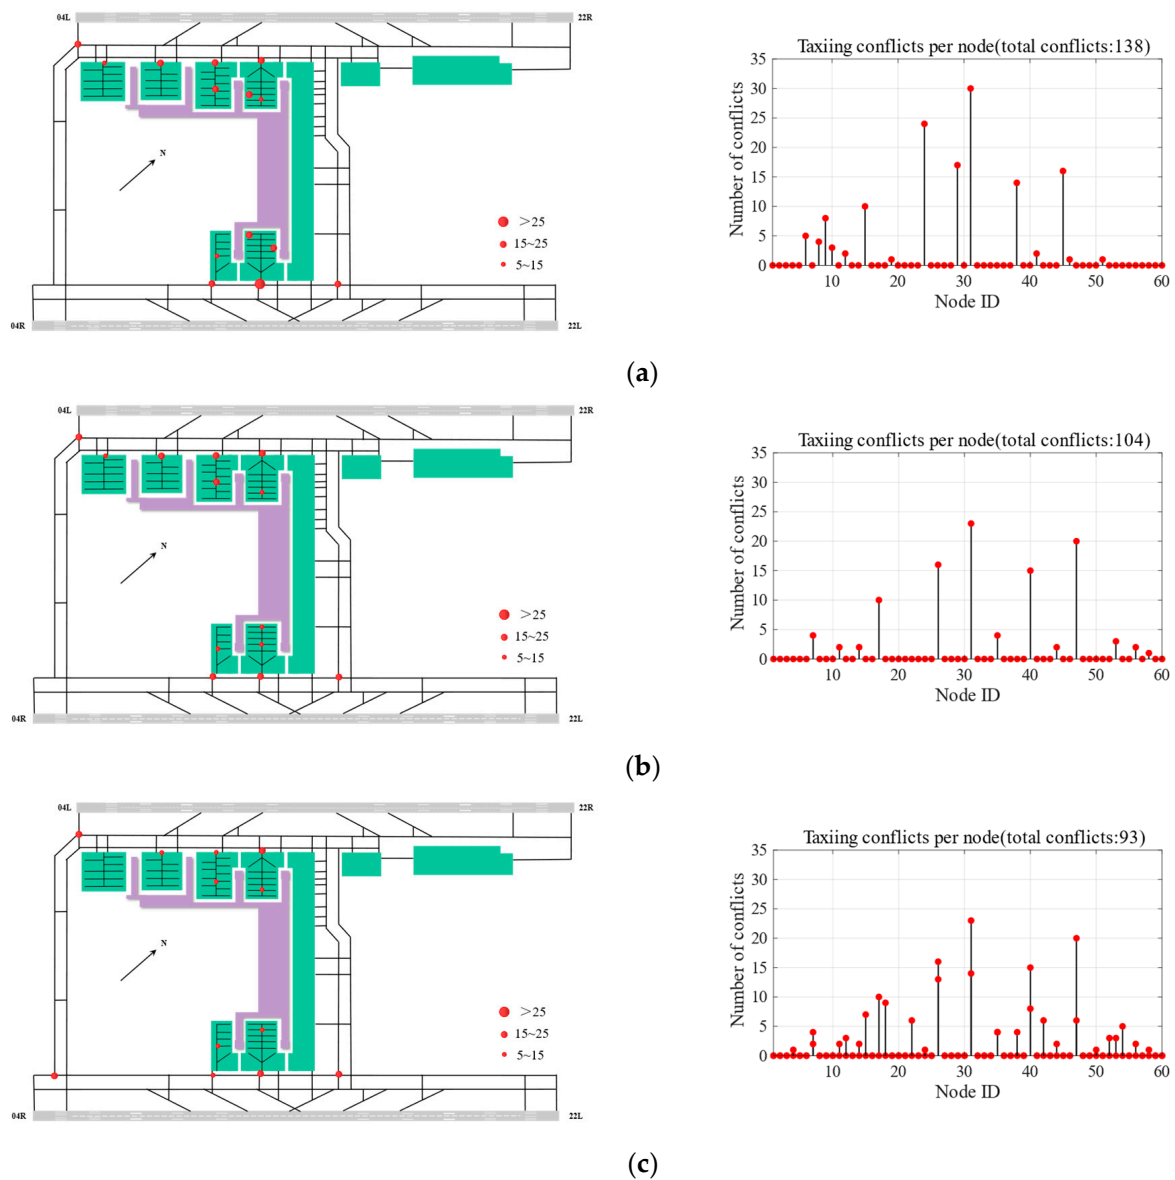 04L
22R
N
>25
15~25
5~15
04R
22L
Taxiing conflicts per node(total conflicts:138)
Number of conflicts
35
30
25
20
15
10
5
0
0 10 20 30 40 50 60
Node ID
(a)
04L
22R
N
>25
15~25
5~15
04R
22L
Taxiing conflicts per node(total conflicts:104)
Number of conflicts
35
30
25
20
15
10
5
0
0 10 20 30 40 50 60
Node ID
(b)
04L
22R
N
>25
15~25
5~15
04R
22L
Taxiing conflicts per node(total conflicts:93)
Number of conflicts
35
30
25
20
15
10
5
0
0 10 20 30 40 50 60
Node ID
(c)